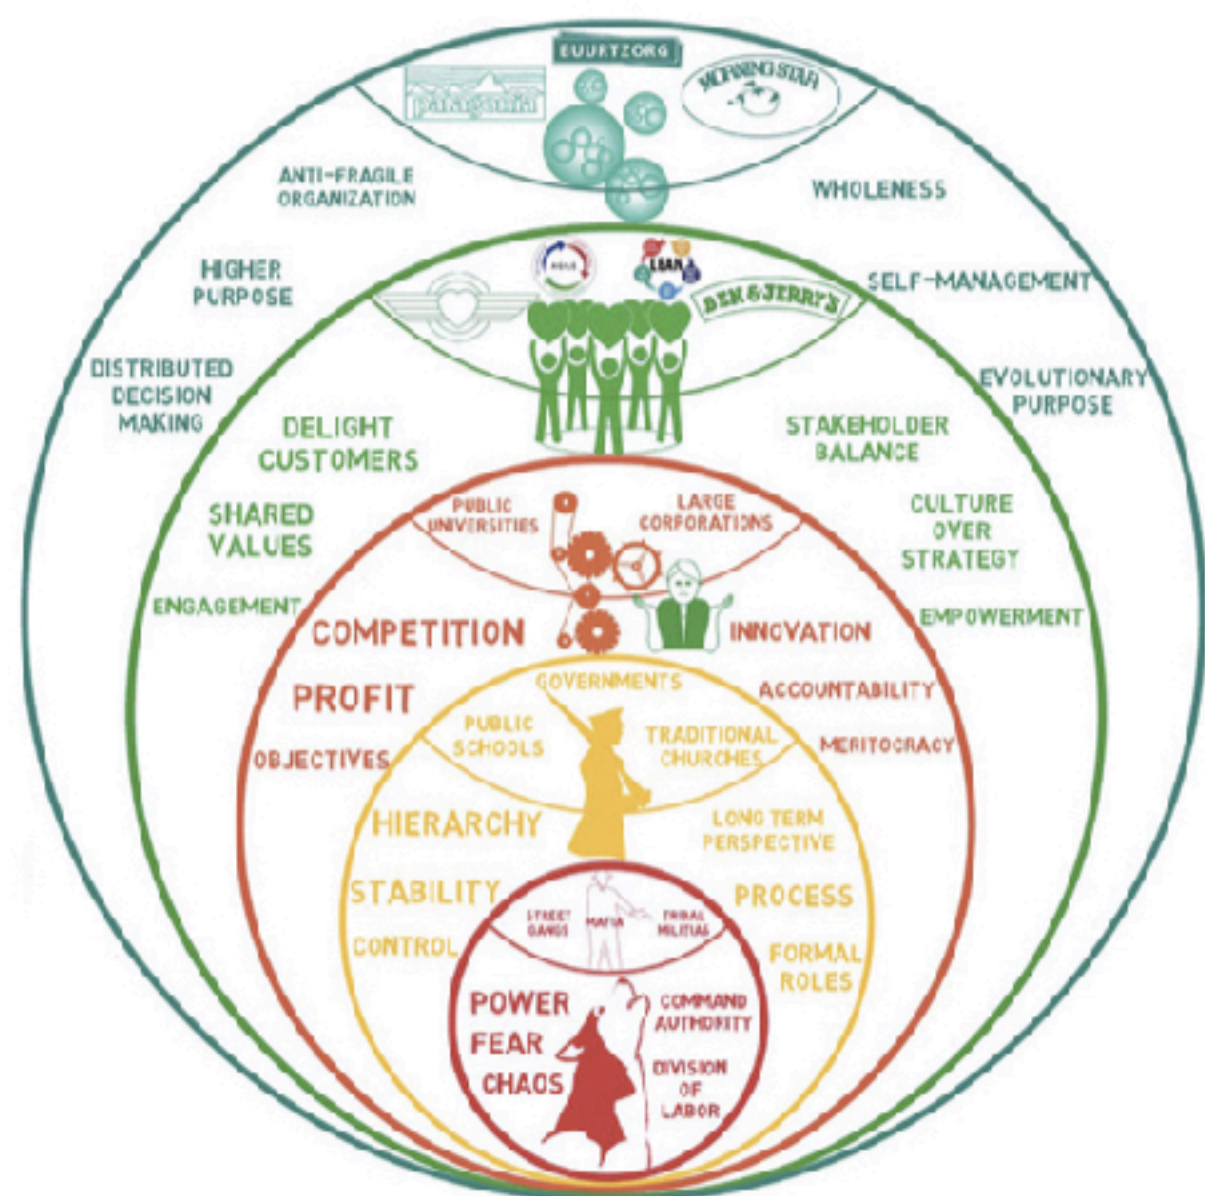 BUURTZORG
patagonia
MORNING STAR
ANTI-FRAGILE
ORGANIZATION
WHOLENESS
HIGHER
PURPOSE
SELF-MANAGEMENT
DISTRIBUTED
DECISION
MAKING
EVOLUTIONARY
PURPOSE
AGILE
LEAN
BEN & JERRY'S
DELIGHT
CUSTOMERS
STAKEHOLDER
BALANCE
SHARED
VALUES
CULTURE
OVER
STRATEGY
ENGAGEMENT
EMPOWERMENT
PUBLIC
UNIVERSITIES
LARGE
CORPORATIONS
COMPETITION
INNOVATION
PROFIT
ACCOUNTABILITY
OBJECTIVES
MERITOCRACY
GOVERNMENTS
PUBLIC
SCHOOLS
TRADITIONAL
CHURCHES
HIERARCHY
LONG TERM
PERSPECTIVE
STABILITY
PROCESS
CONTROL
FORMAL
ROLES
STREET
GANGS
MAFIA
TRIBAL
MILITIAS
POWER
FEAR
CHAOS
COMMAND
AUTHORITY
DIVISION
OF
LABOR